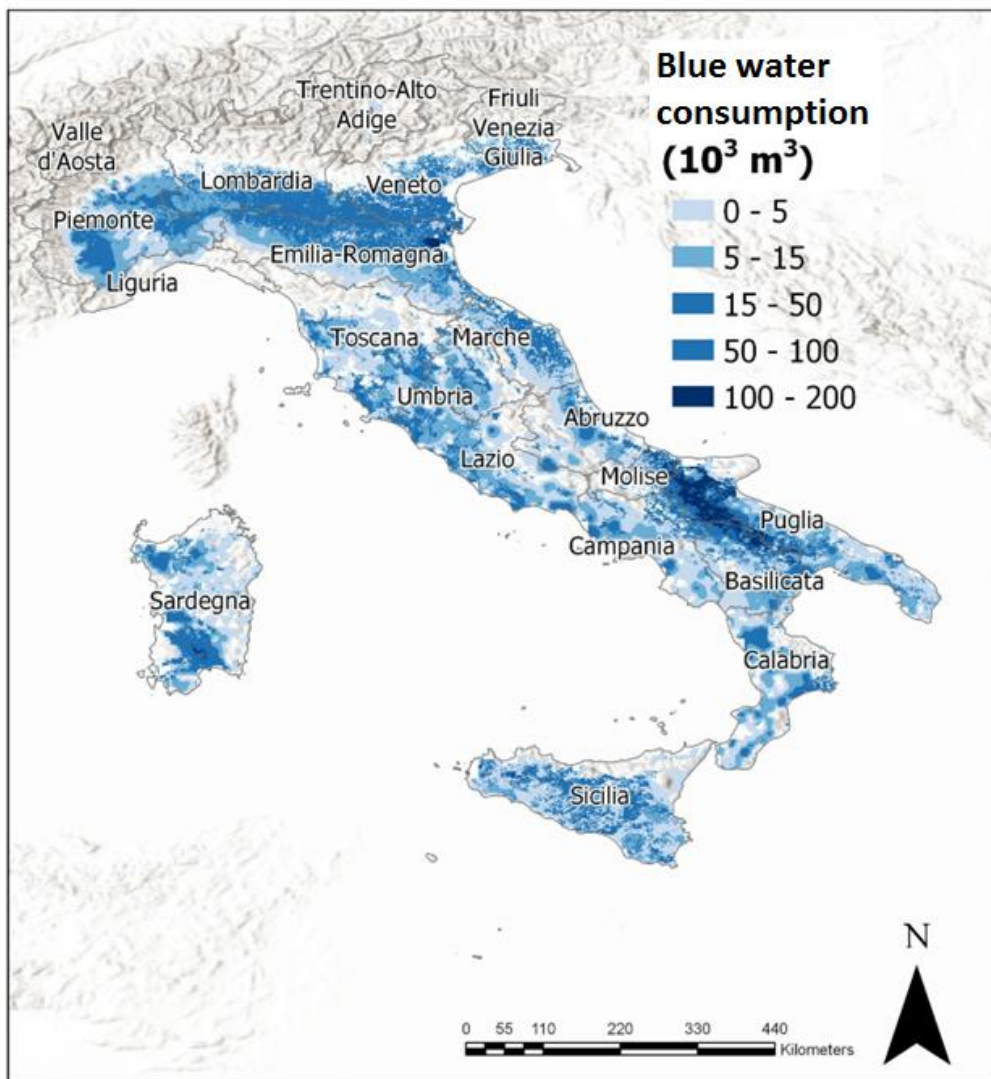 Blue water
consumption
(10³ m³)
0 - 5
5 - 15
15 - 50
50 - 100
100 - 200
Trentino-Alto
Adige
Friuli
Venezia
Giulia
Valle
d'Aosta
Lombardia
Veneto
Piemonte
Emilia-Romagna
Liguria
Toscana
Marche
Umbria
Abruzzo
Lazio
Molise
Puglia
Campania
Basilicata
Sardegna
Calabria
Sicilia
N
0 55 110 220 330 440
Kilometers